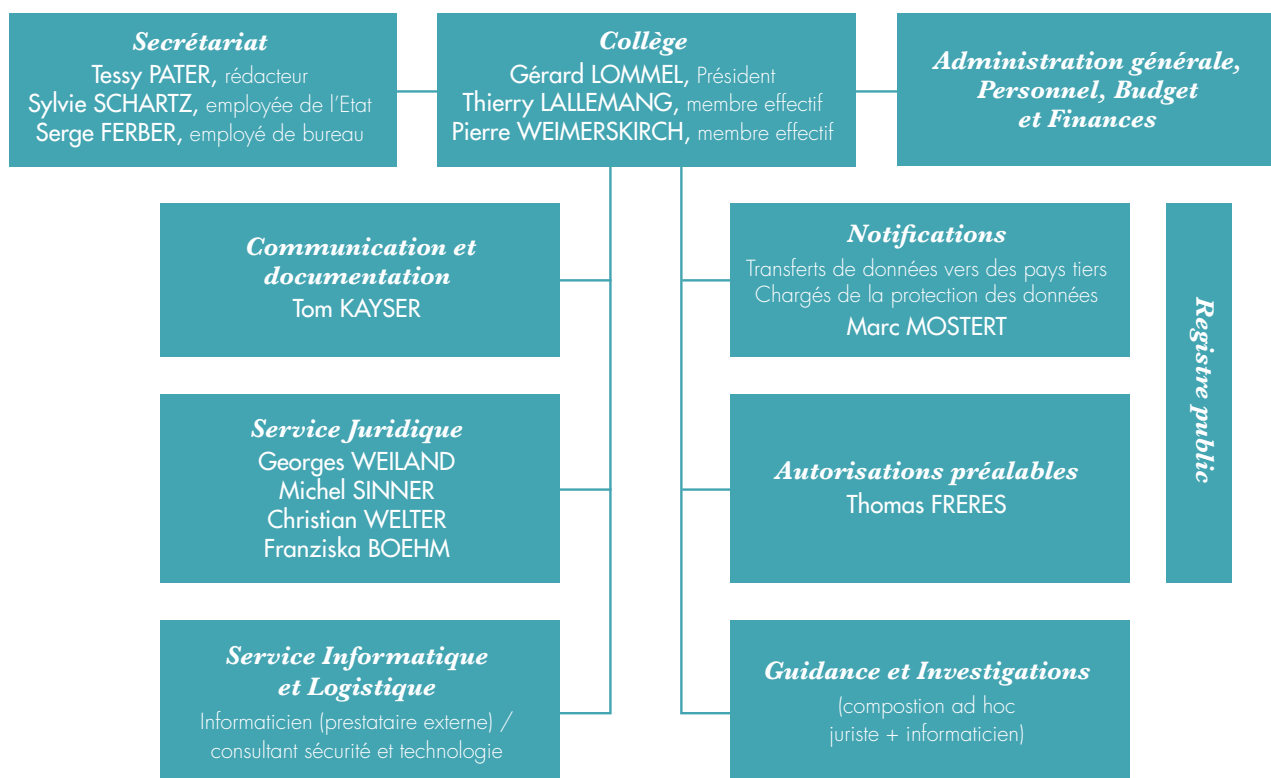 Secrétariat
Tessy PATER, rédacteur
Sylvie SCHARTZ, employée de l'Etat
Serge FERBER, employé de bureau
Collège
Gérard LOMMEL, Président
Thierry LALLEMANG, membre effectif
Pierre WEIMERSKIRCH, membre effectif
Administration générale,
Personnel, Budget
et Finances
Communication et
documentation
Tom KAYSER
Notifications
Transferts de données vers des pays tiers
Chargés de la protection des données
Marc MOSTERT
Registre public
Service Juridique
Georges WEILAND
Michel SINNER
Christian WELTER
Franziska BOEHM
Autorisations préalables
Thomas FRERES
Service Informatique
et Logistique
Informaticien (prestataire externe) /
consultant sécurité et technologie
Guidance et Investigations
(compostion ad hoc
juriste + informaticien)